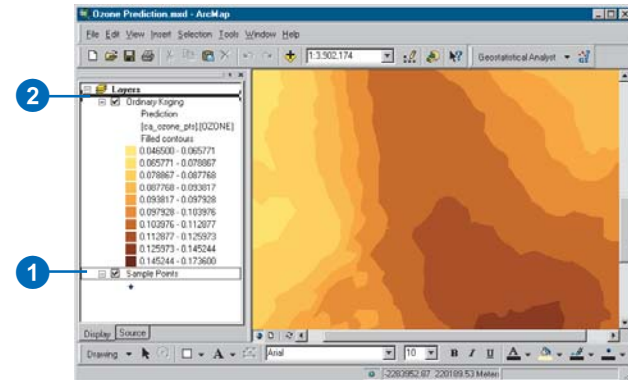 Ozone Prediction.mxd - ArcMap
File Edit View Insert Selection Tools Window Help
1:3,902,174
Geostatistical Analyst
2
Layers
Ordinary Kriging
Prediction
[ca_ozone_pts].[OZONE]
Filled contours
0.046500 - 0.065771
0.065771 - 0.078867
0.078867 - 0.087768
0.087768 - 0.093817
0.093817 - 0.097928
0.097928 - 0.103976
0.103976 - 0.112877
0.112877 - 0.125973
0.125973 - 0.145244
0.145244 - 0.173600
1
Sample Points
Display Source
Drawing A Arial 10 B I U A
-2283952.87 220189.53 Meters